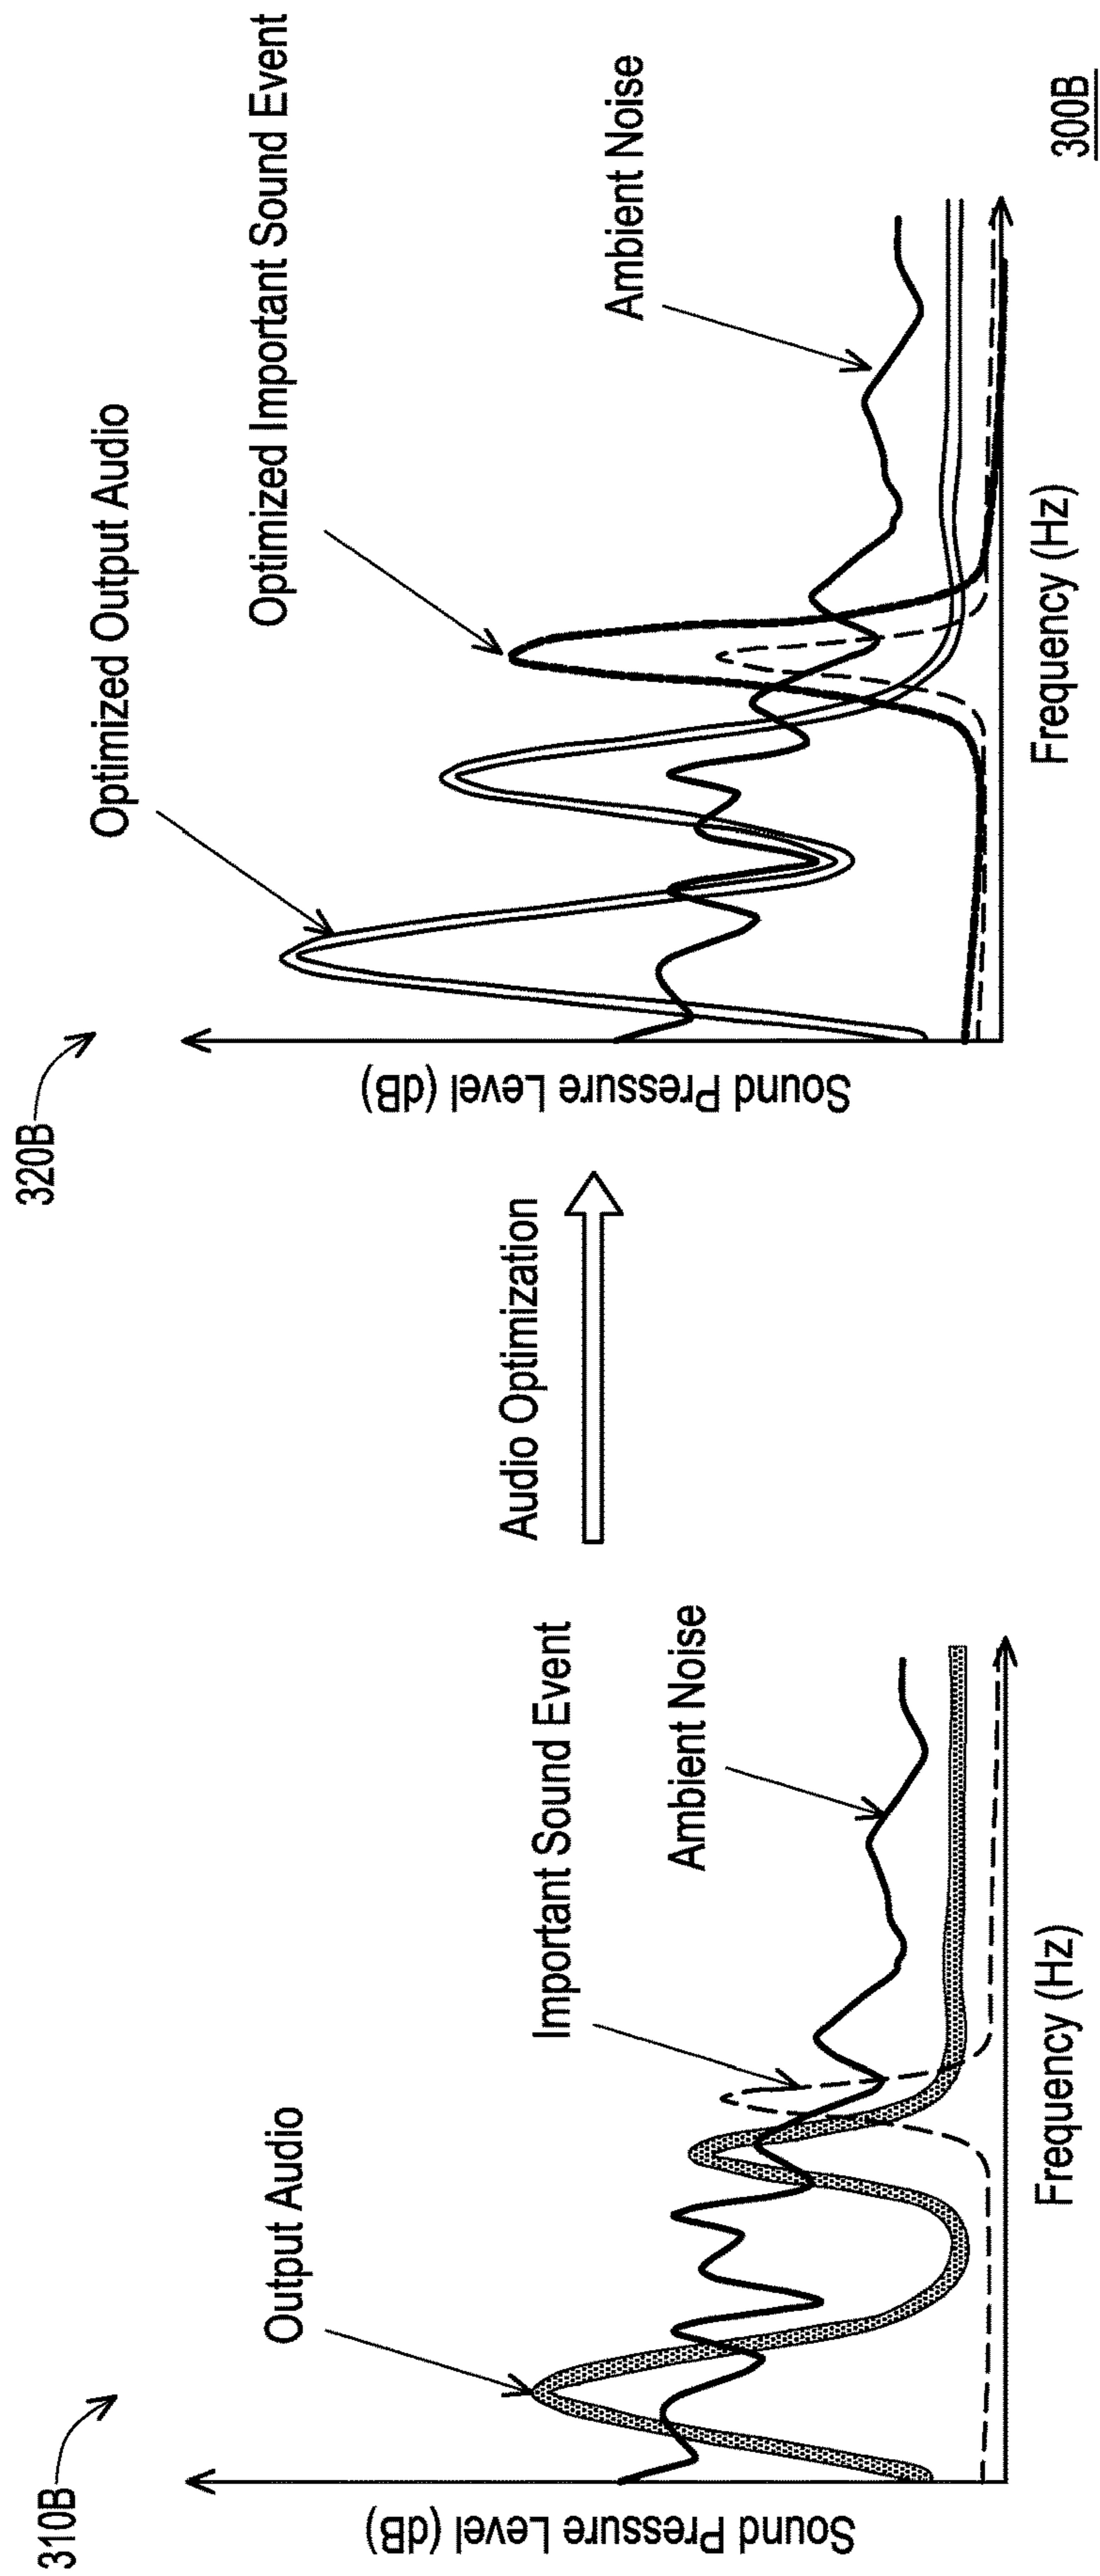 310B
Output Audio
Important Sound Event
Ambient Noise
Sound Pressure Level (dB)
Frequency (Hz)
Audio Optimization
320B
Optimized Output Audio
Optimized Important Sound Event
Ambient Noise
Sound Pressure Level (dB)
Frequency (Hz)
300B